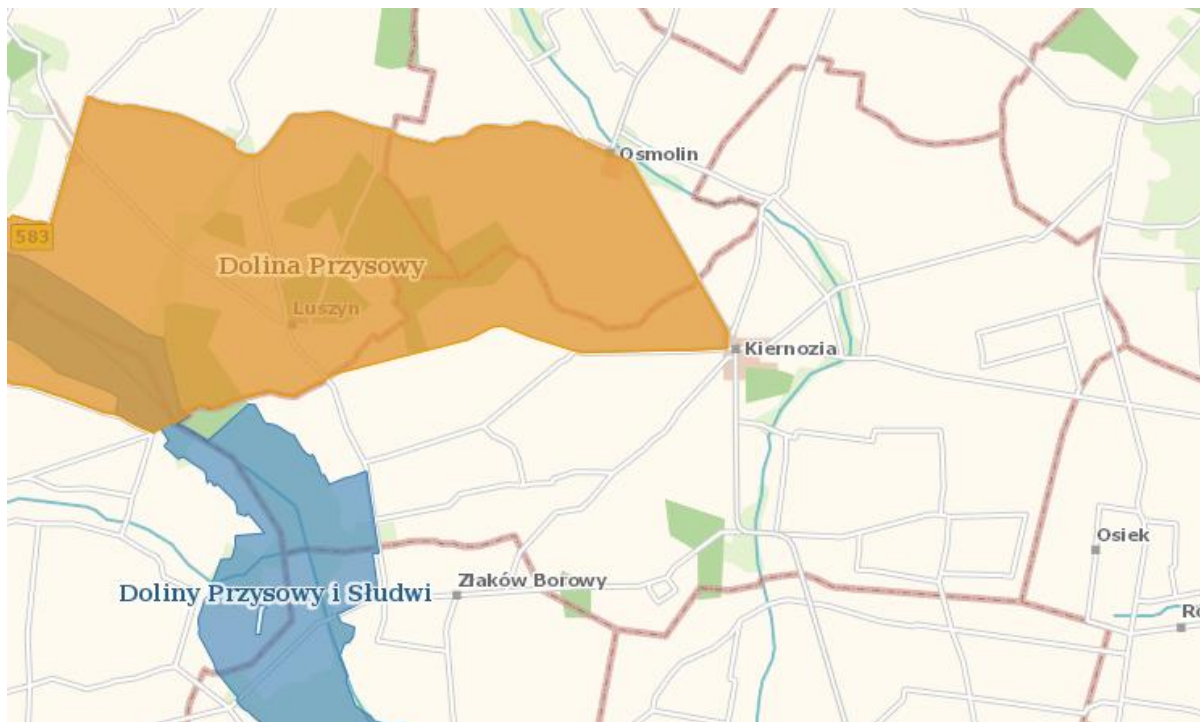 Osmolin
583
Dolina Przysowy
Luszyn
Kiernozia
Osiek
Złaków Borowy
Doliny Przysowy i Słudwi